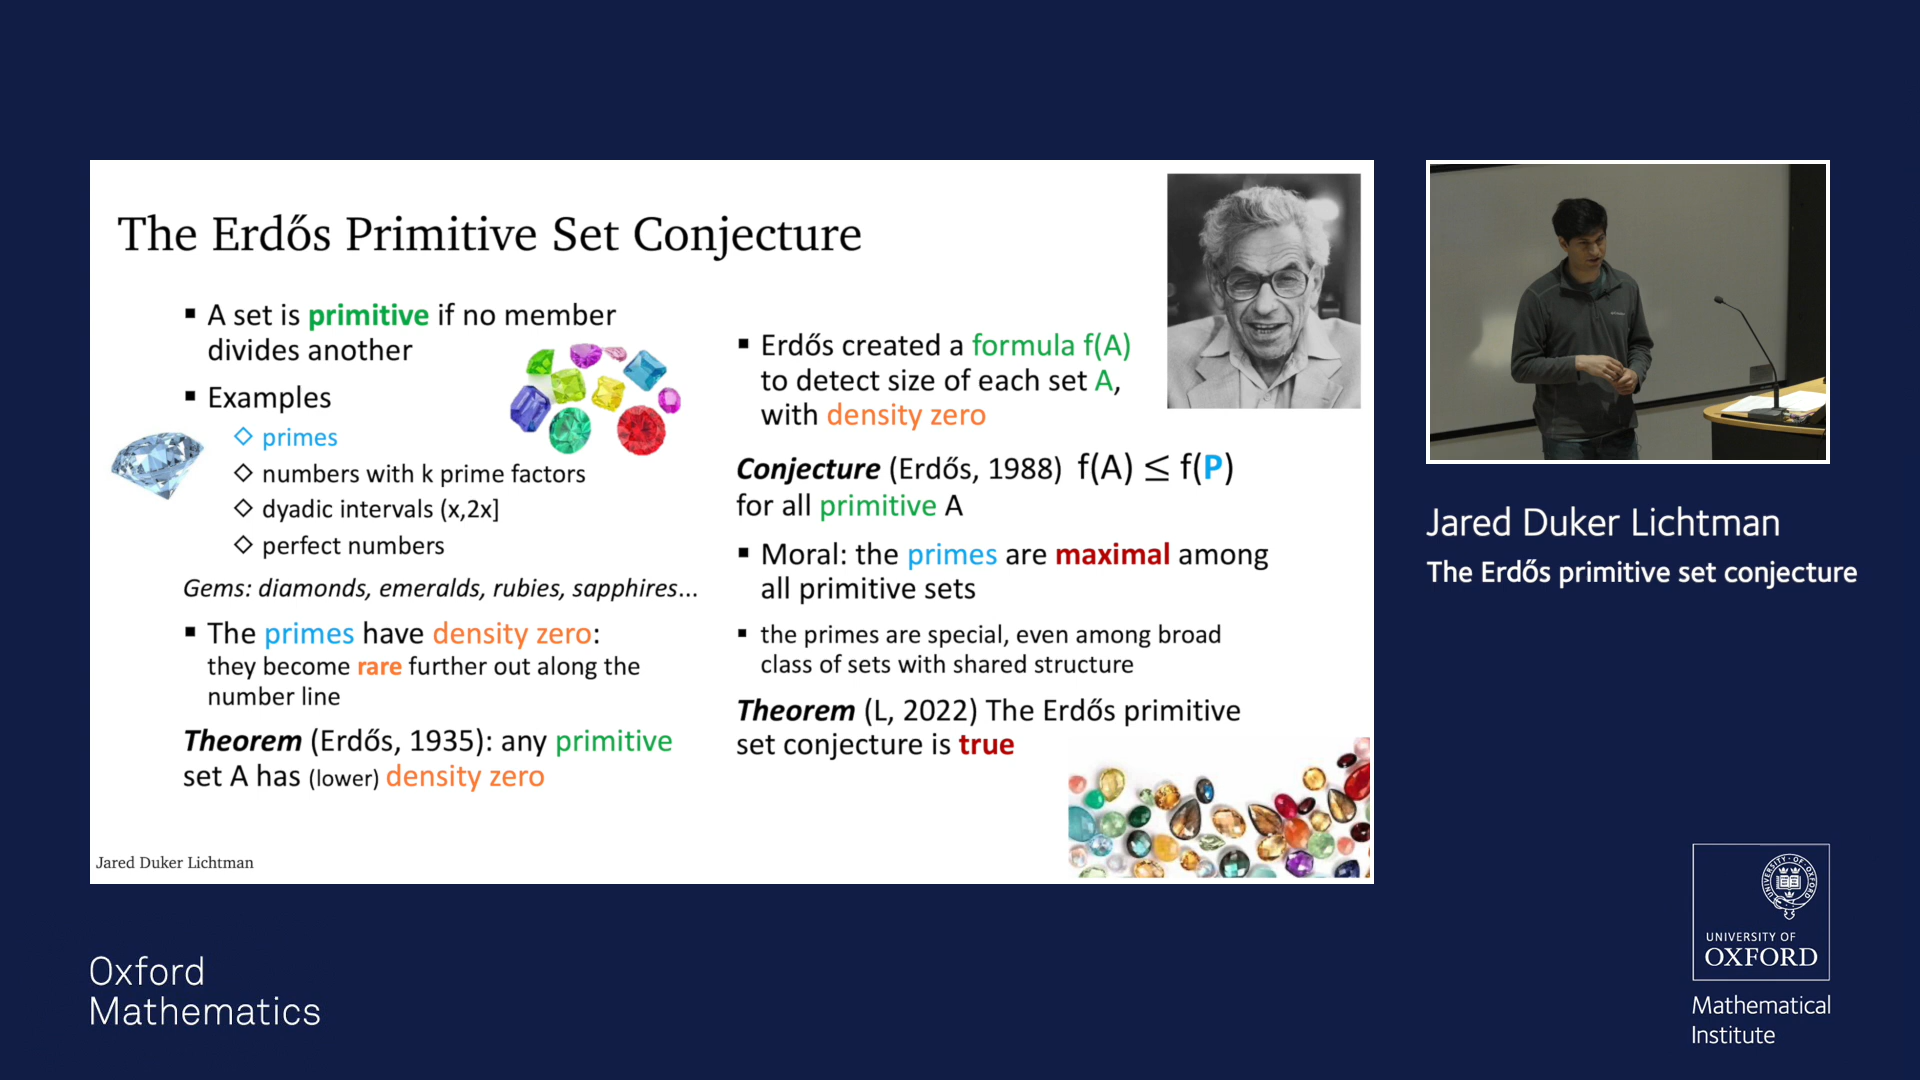 The Erdős Primitive Set Conjecture
▪ A set is primitive if no member
divides another
▪ Examples
◇ primes
◇ numbers with k prime factors
◇ dyadic intervals (x,2x]
◇ perfect numbers
Gems: diamonds, emeralds, rubies, sapphires...
▪ The primes have density zero:
they become rare further out along the
number line
Theorem (Erdős, 1935): any primitive
set A has (lower) density zero
▪ Erdős created a formula f(A)
to detect size of each set A,
with density zero
Conjecture (Erdős, 1988) f(A) ≤ f(P)
for all primitive A
▪ Moral: the primes are maximal among
all primitive sets
▪ the primes are special, even among broad
class of sets with shared structure
Theorem (L, 2022) The Erdős primitive
set conjecture is true
Jared Duker Lichtman
Jared Duker Lichtman
The Erdős primitive set conjecture
Oxford
Mathematics
UNIVERSITY OF
OXFORD
Mathematical
Institute